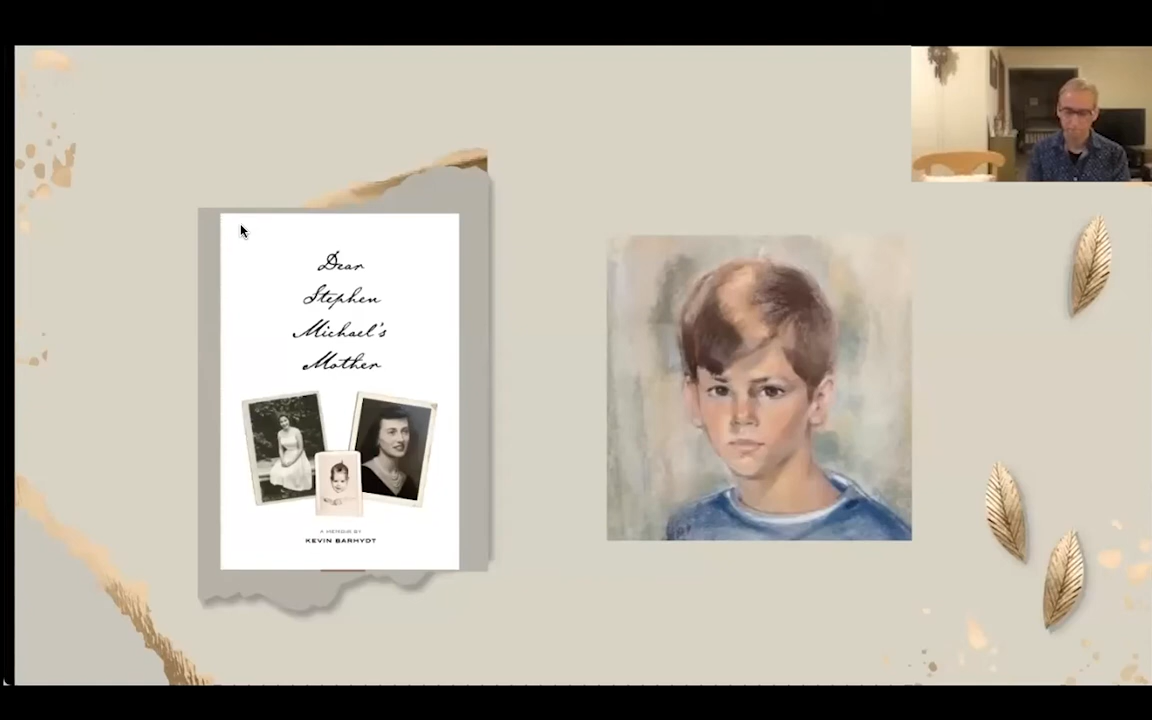 Dear
Stephen
Michael's
Mother
A MEMOIR BY
KEVIN BARHYDT